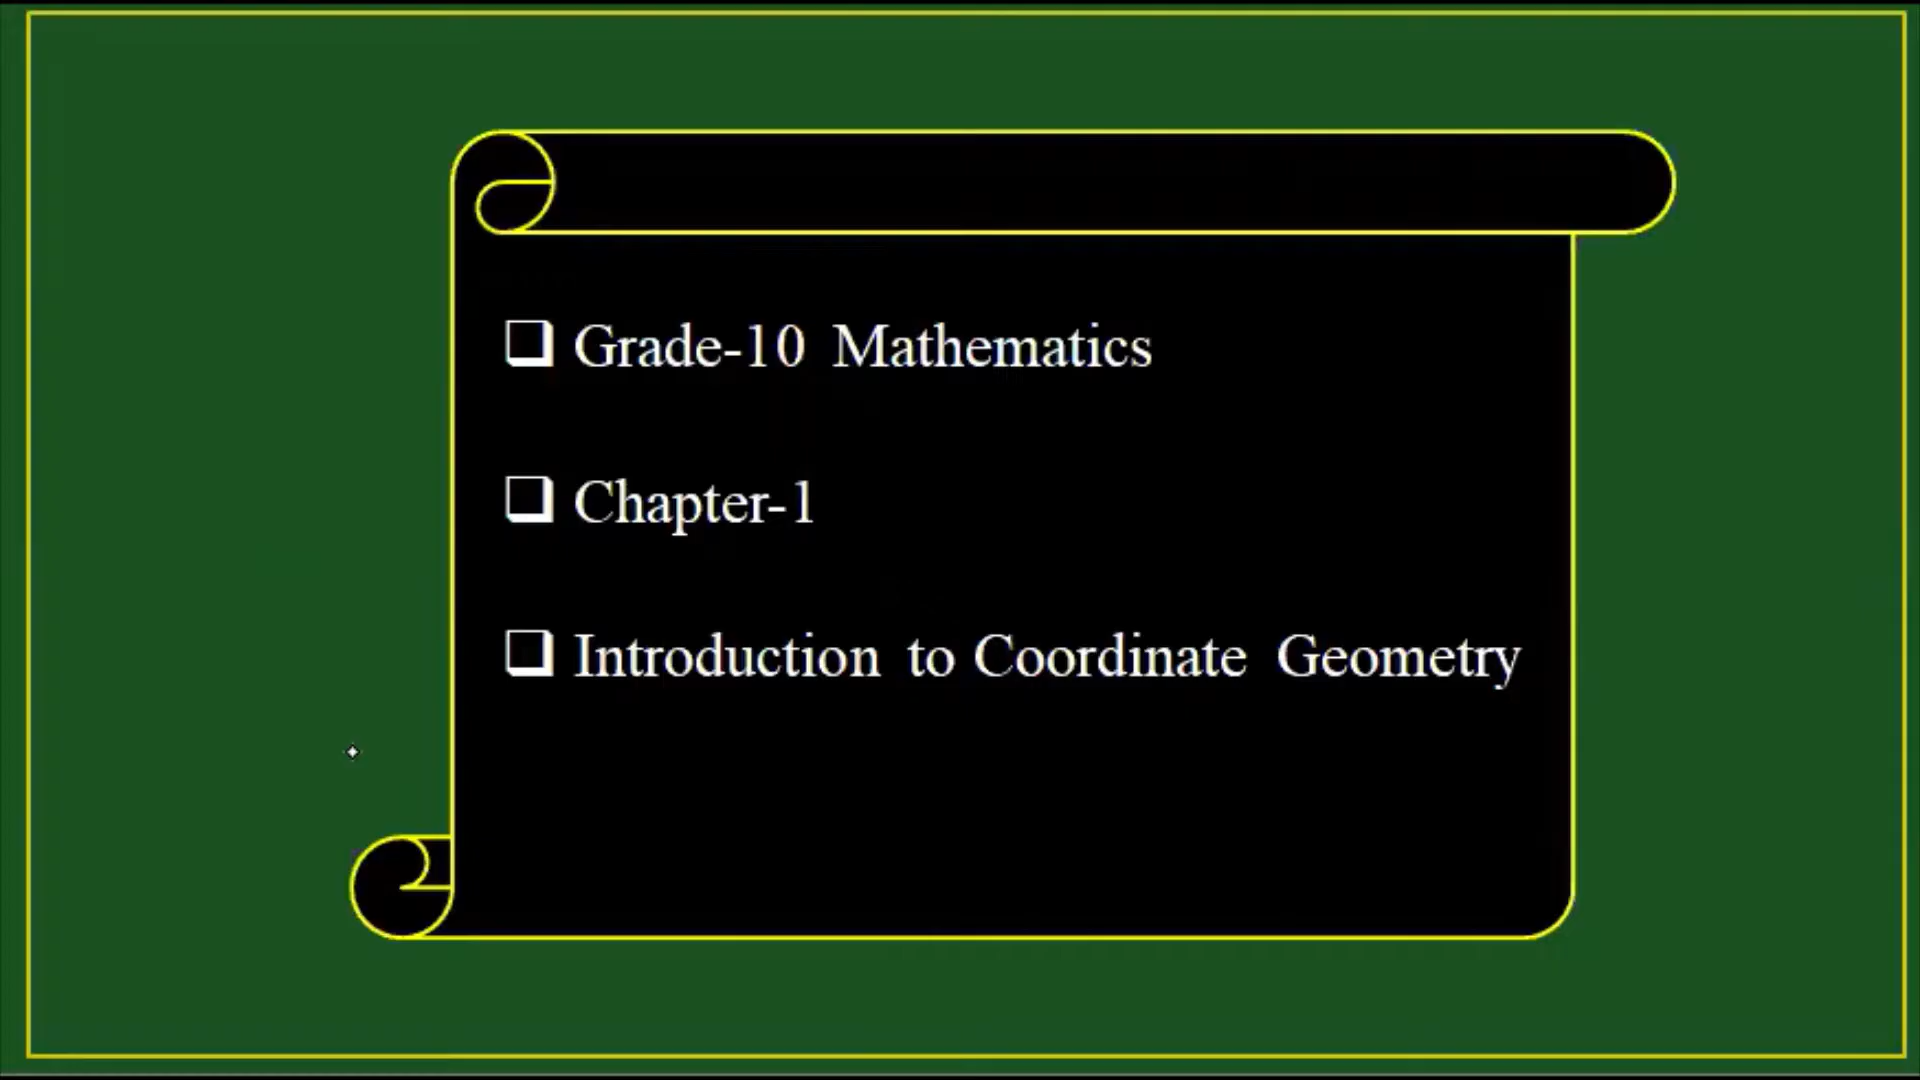 Grade-10 Mathematics
Chapter-1
Introduction to Coordinate Geometry